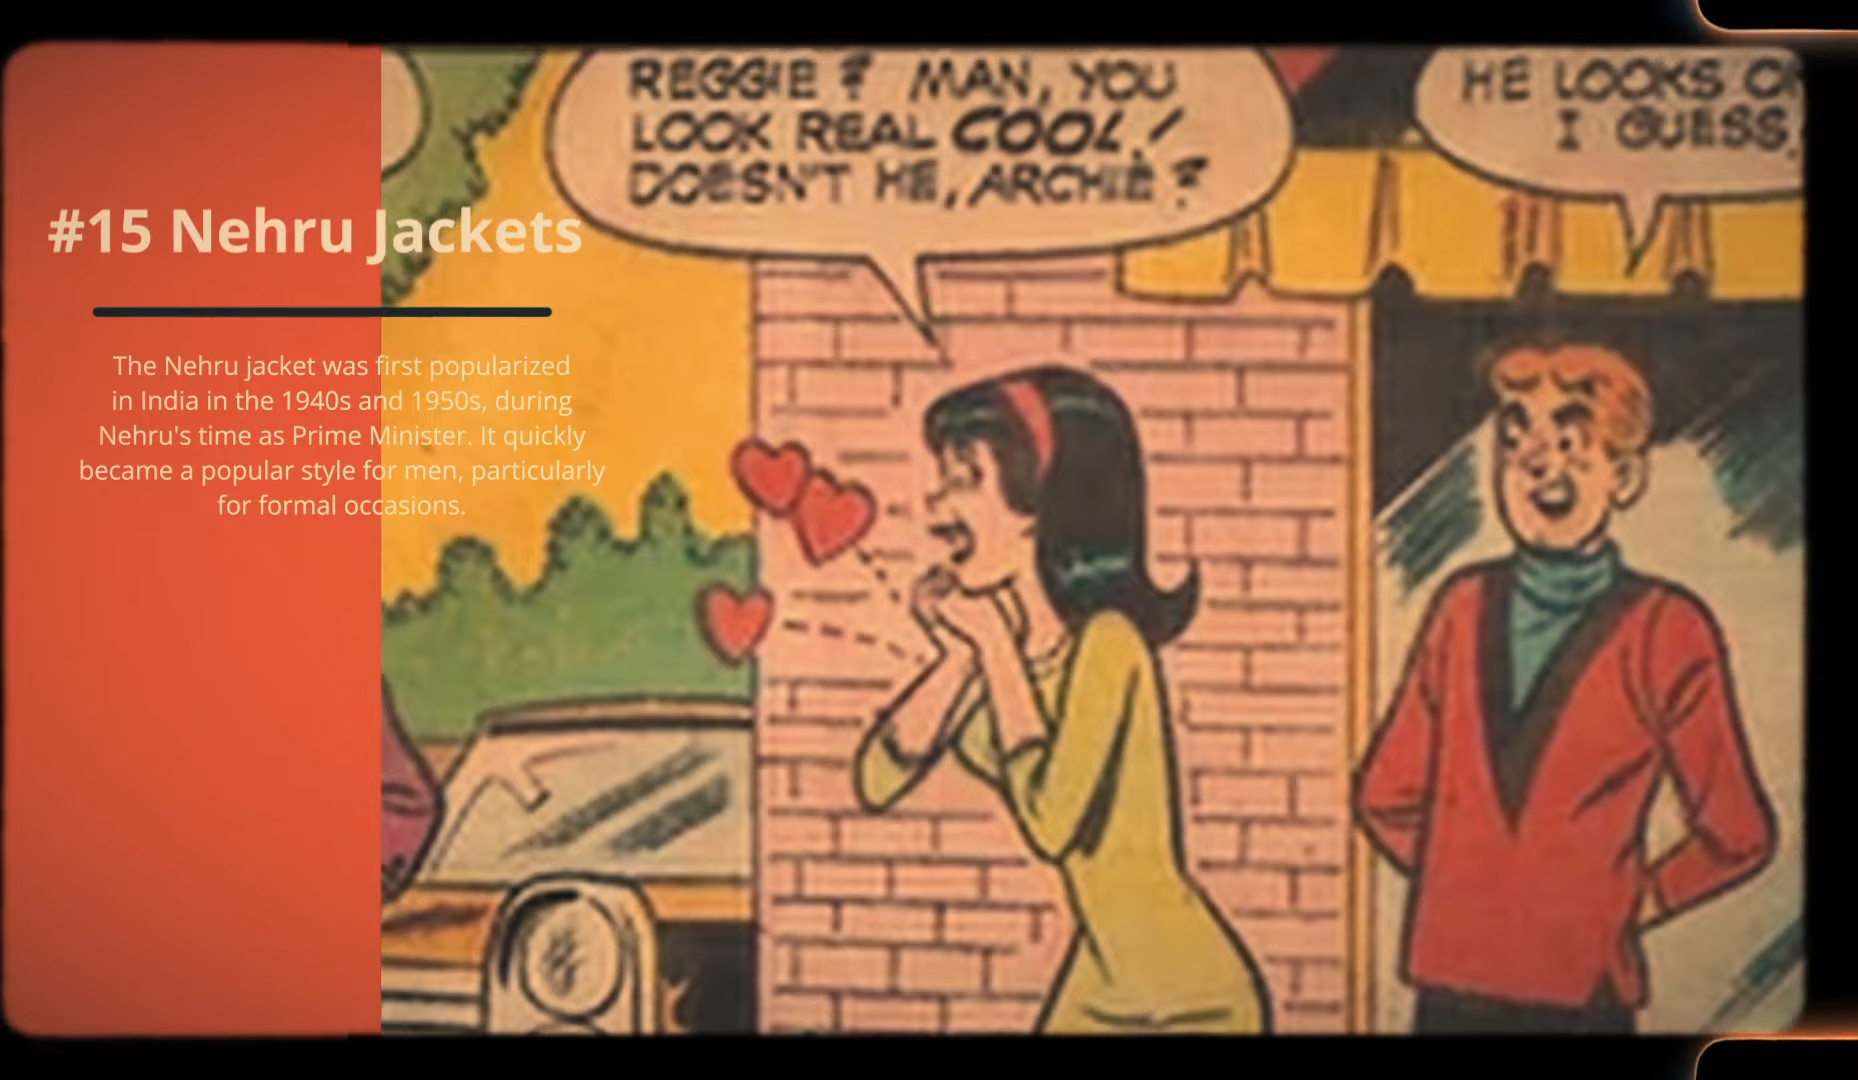 #15 Nehru Jackets
The Nehru jacket was first popularized
in India in the 1940s and 1950s, during
Nehru's time as Prime Minister. It quickly
became a popular style for men, particularly
for formal occasions.
REGGIE? MAN, YOU
LOOK REAL COOL!
DOESN'T HE, ARCHIE?
HE LOOKS
I GUESS.